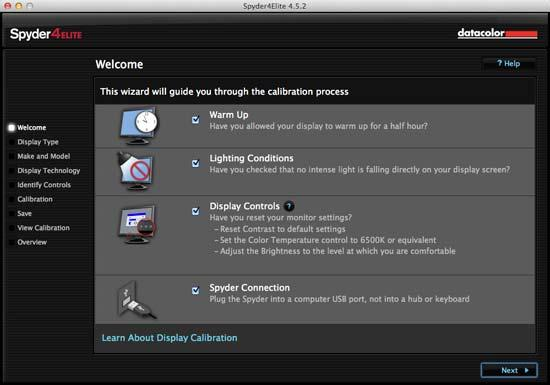 Spyder4Elite 4.5.2
Spyder4ELITE
datacolor
Welcome
? Help
This wizard will guide you through the calibration process
Welcome
Display Type
Make and Model
Display Technology
Identify Controls
Calibration
Save
View Calibration
Overview
Warm Up
Have you allowed your display to warm up for a half hour?
Lighting Conditions
Have you checked that no intense light is falling directly on your display screen?
Display Controls ?
Have you reset your monitor settings?
– Reset Contrast to default settings
– Set the Color Temperature control to 6500K or equivalent
– Adjust the Brightness to the level at which you are comfortable
Spyder Connection
Plug the Spyder into a computer USB port, not into a hub or keyboard
Learn About Display Calibration
Next